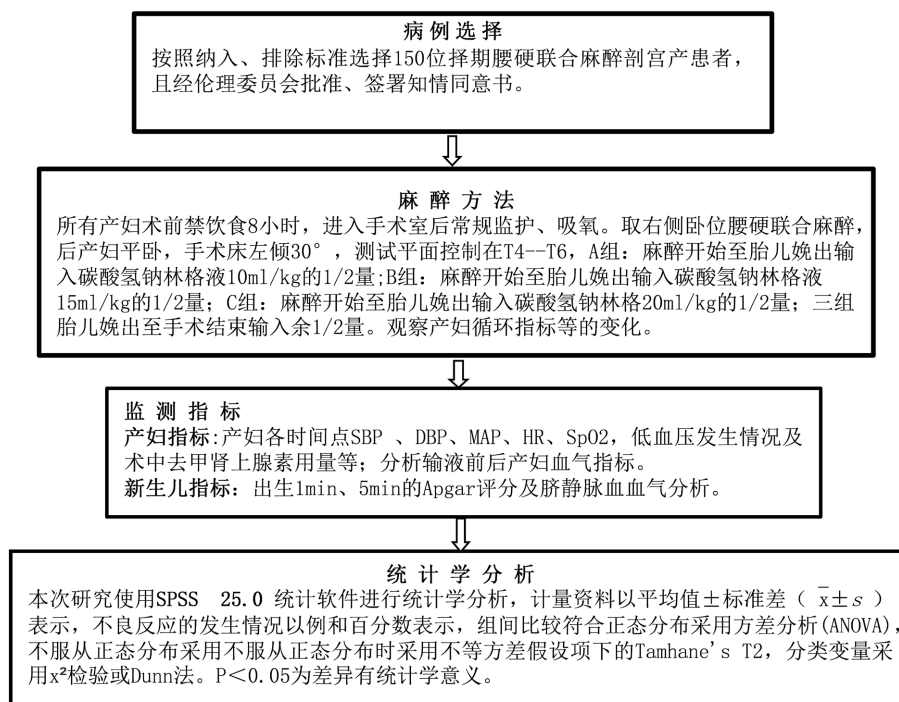 病例选择
按照纳入、排除标准选择150位择期腰硬联合麻醉剖宫产患者，
且经伦理委员会批准、签署知情同意书。
麻醉方法
所有产妇术前禁饮食8小时，进入手术室后常规监护、吸氧。取右侧卧位腰硬联合麻醉，
后产妇平卧，手术床左倾30°，测试平面控制在T4--T6，A组：麻醉开始至胎儿娩出输
入碳酸氢钠林格液10ml/kg的1/2量;B组：麻醉开始至胎儿娩出输入碳酸氢钠林格液
15ml/kg的1/2量；C组：麻醉开始至胎儿娩出输入碳酸氢钠林格20ml/kg的1/2量；三组
胎儿娩出至手术结束输入余1/2量。观察产妇循环指标等的变化。
监测指标
产妇指标:产妇各时间点SBP 、DBP、MAP、HR、SpO2，低血压发生情况及
术中去甲肾上腺素用量等；分析输液前后产妇血气指标。
新生儿指标：出生1min、5min的Apgar评分及脐静脉血血气分析。
统计学分析
本次研究使用SPSS 25.0 统计软件进行统计学分析，计量资料以平均值±标准差（ x̄±s ）
表示，不良反应的发生情况以例和百分数表示，组间比较符合正态分布采用方差分析(ANOVA)，
不服从正态分布采用不服从正态分布时采用不等方差假设项下的Tamhane's T2，分类变量采
用x²检验或Dunn法。P＜0.05为差异有统计学意义。